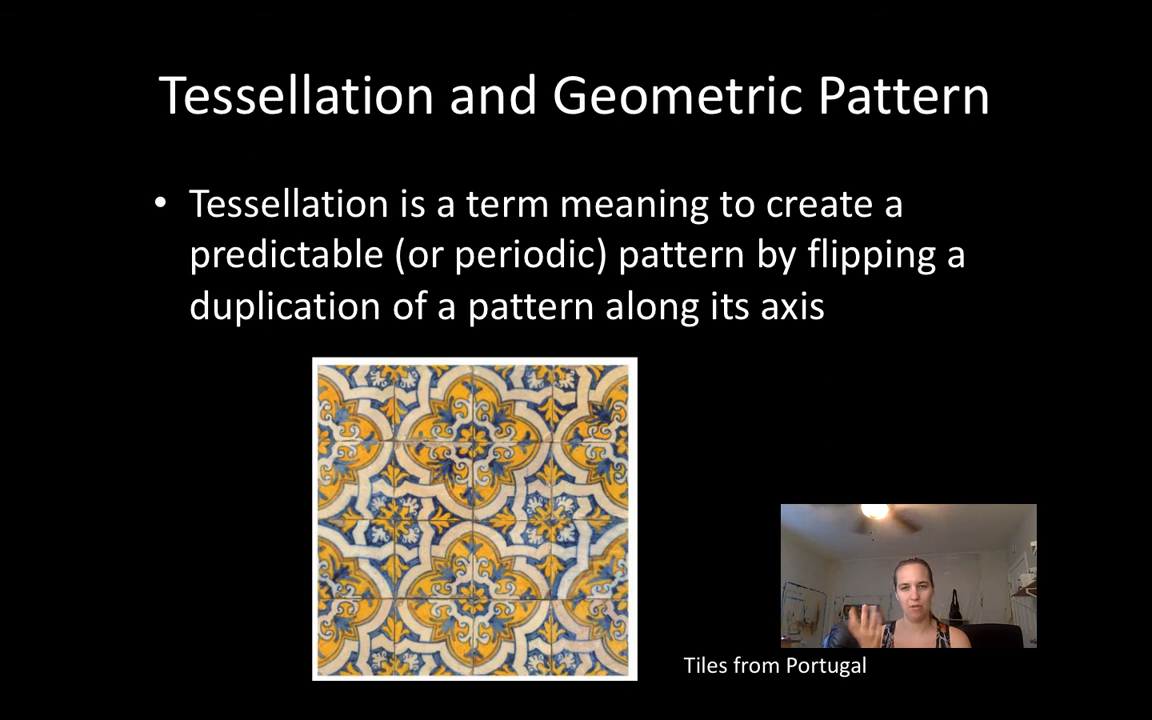 Tessellation and Geometric Pattern
• Tessellation is a term meaning to create a
predictable (or periodic) pattern by flipping a
duplication of a pattern along its axis
Tiles from Portugal